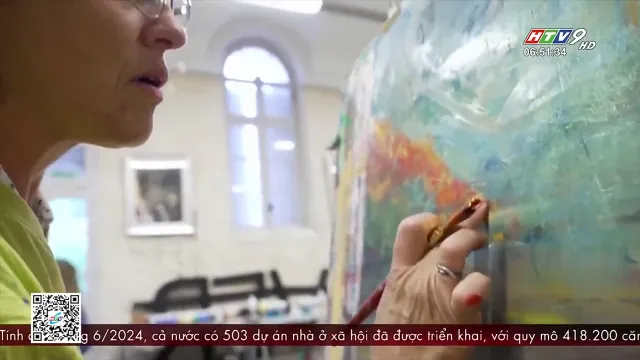 HTV9 HD
06:51:34
Tính đ g 6/2024, cả nước có 503 dự án nhà ở xã hội đã được triển khai, với quy mô 418.200 că